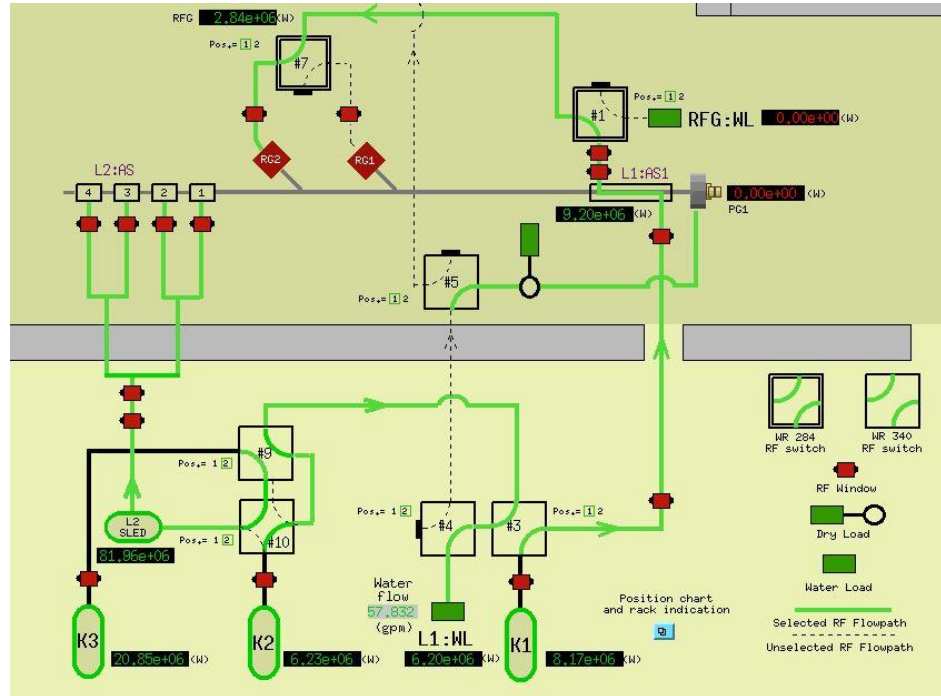 RFG 2.84e+06(W)
Pos.= 1 2
#7
Pos.= 1 2
#1
RFG:WL 0.00e+00(W)
RG2
RG1
L2:AS
L1:AS1
4 3 2 1
0.00e+00 (W)
PG1
9.20e+06(W)
#5
Pos.= 1 2
WR 284
RF switch
WR 340
RF switch
#9
Pos.= 1 2
RF Window
L2
SLED
Pos.= 1 2
#10
Pos.= 1 2
#4
#3
Pos.= 1 2
Dry Load
81.96e+06
Water
flow
57.832
(gpm)
Water Load
Position chart
and rack indication
Selected RF Flowpath
Unselected RF Flowpath
K3
20.85e+06(W)
K2
6.23e+06(W)
L1:WL
6.20e+06(W)
K1
8.17e+06(W)